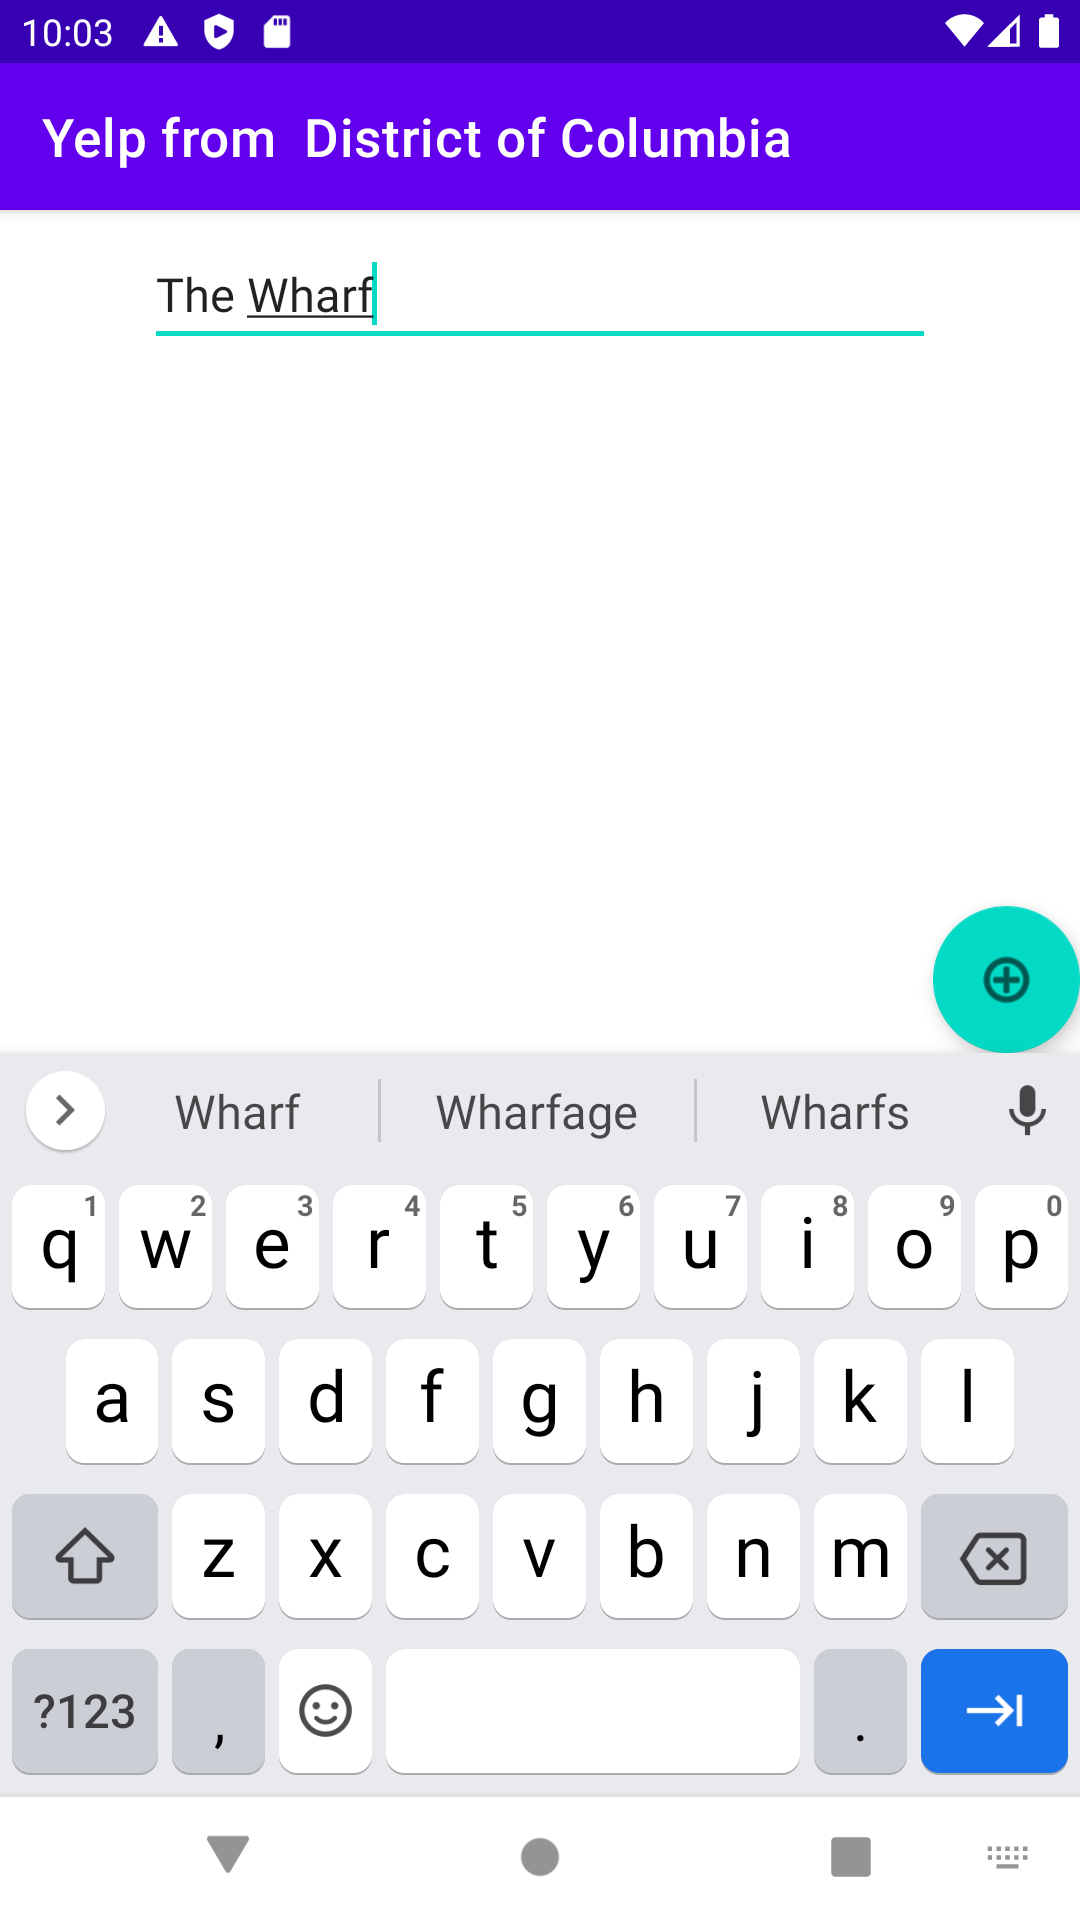 10:03
Yelp from  District of Columbia
The Wharf
Wharf Wharfage Wharfs
1 2 3 4 5 6 7 8 9 0
q w e r t y u i o p
a s d f g h j k l
z x c v b n m
?123 , .